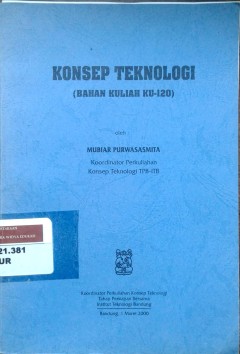 KONSEP TEKNOLOGI
(BAHAN KULIAH KU-120)
oleh
MUBIAR PURWASASMITA
Koordinator Perkuliahan
Konsep Teknologi TPB-ITB
21.381
UR
Koordinator Perkuliahan Konsep Teknologi
Tahap Persiapan Bersama
Institut Teknologi Bandung
Bandung, Maret 2000